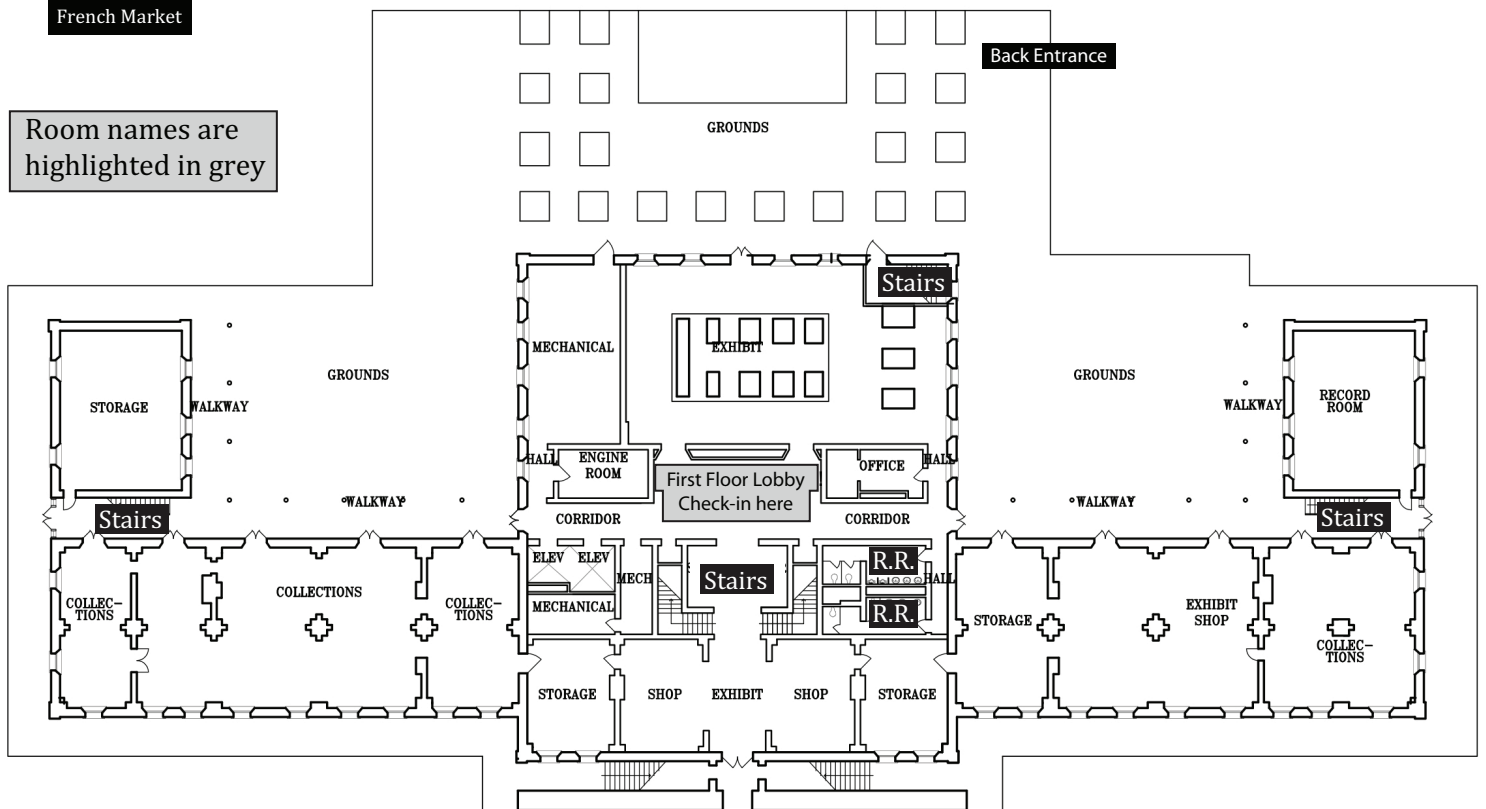 French Market
Back Entrance
Room names are
highlighted in grey
GROUNDS
Stairs
MECHANICAL
EXHIBIT
GROUNDS
GROUNDS
STORAGE
WALKWAY
WALKWAY
RECORD
ROOM
HALL
ENGINE
ROOM
First Floor Lobby
Check-in here
OFFICE
HALL
WALKWAY
WALKWAY
Stairs
CORRIDOR
CORRIDOR
Stairs
ELEV
ELEV
MECH
Stairs
R.R.
HALL
COLLECTIONS
COLLEC-
TIONS
COLLEC-
TIONS
MECHANICAL
R.R.
STORAGE
EXHIBIT
SHOP
COLLEC-
TIONS
STORAGE
SHOP
EXHIBIT
SHOP
STORAGE